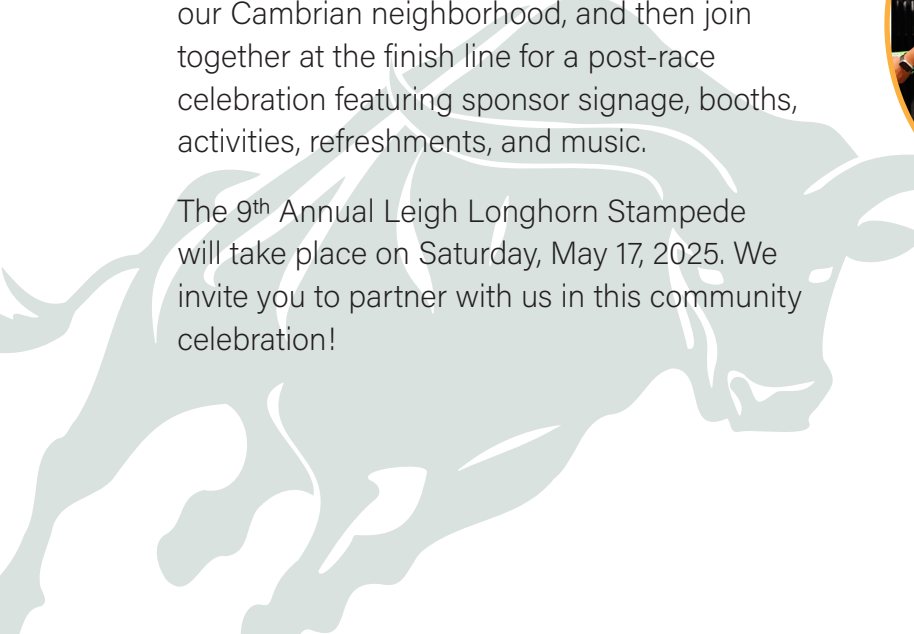 our Cambrian neighborhood, and then join
together at the finish line for a post-race
celebration featuring sponsor signage, booths,
activities, refreshments, and music.
The 9th Annual Leigh Longhorn Stampede
will take place on Saturday, May 17, 2025. We
invite you to partner with us in this community
celebration!